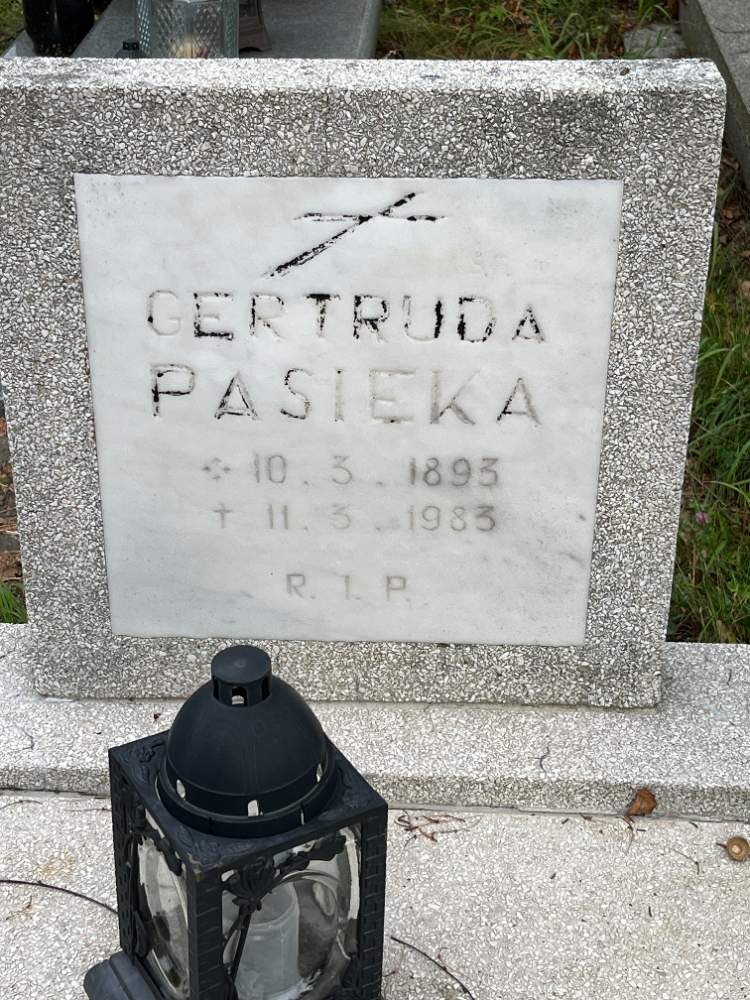 GERTRUDA
PASIEKA
10.3.1893
† 11.3.1983
R.I.P.